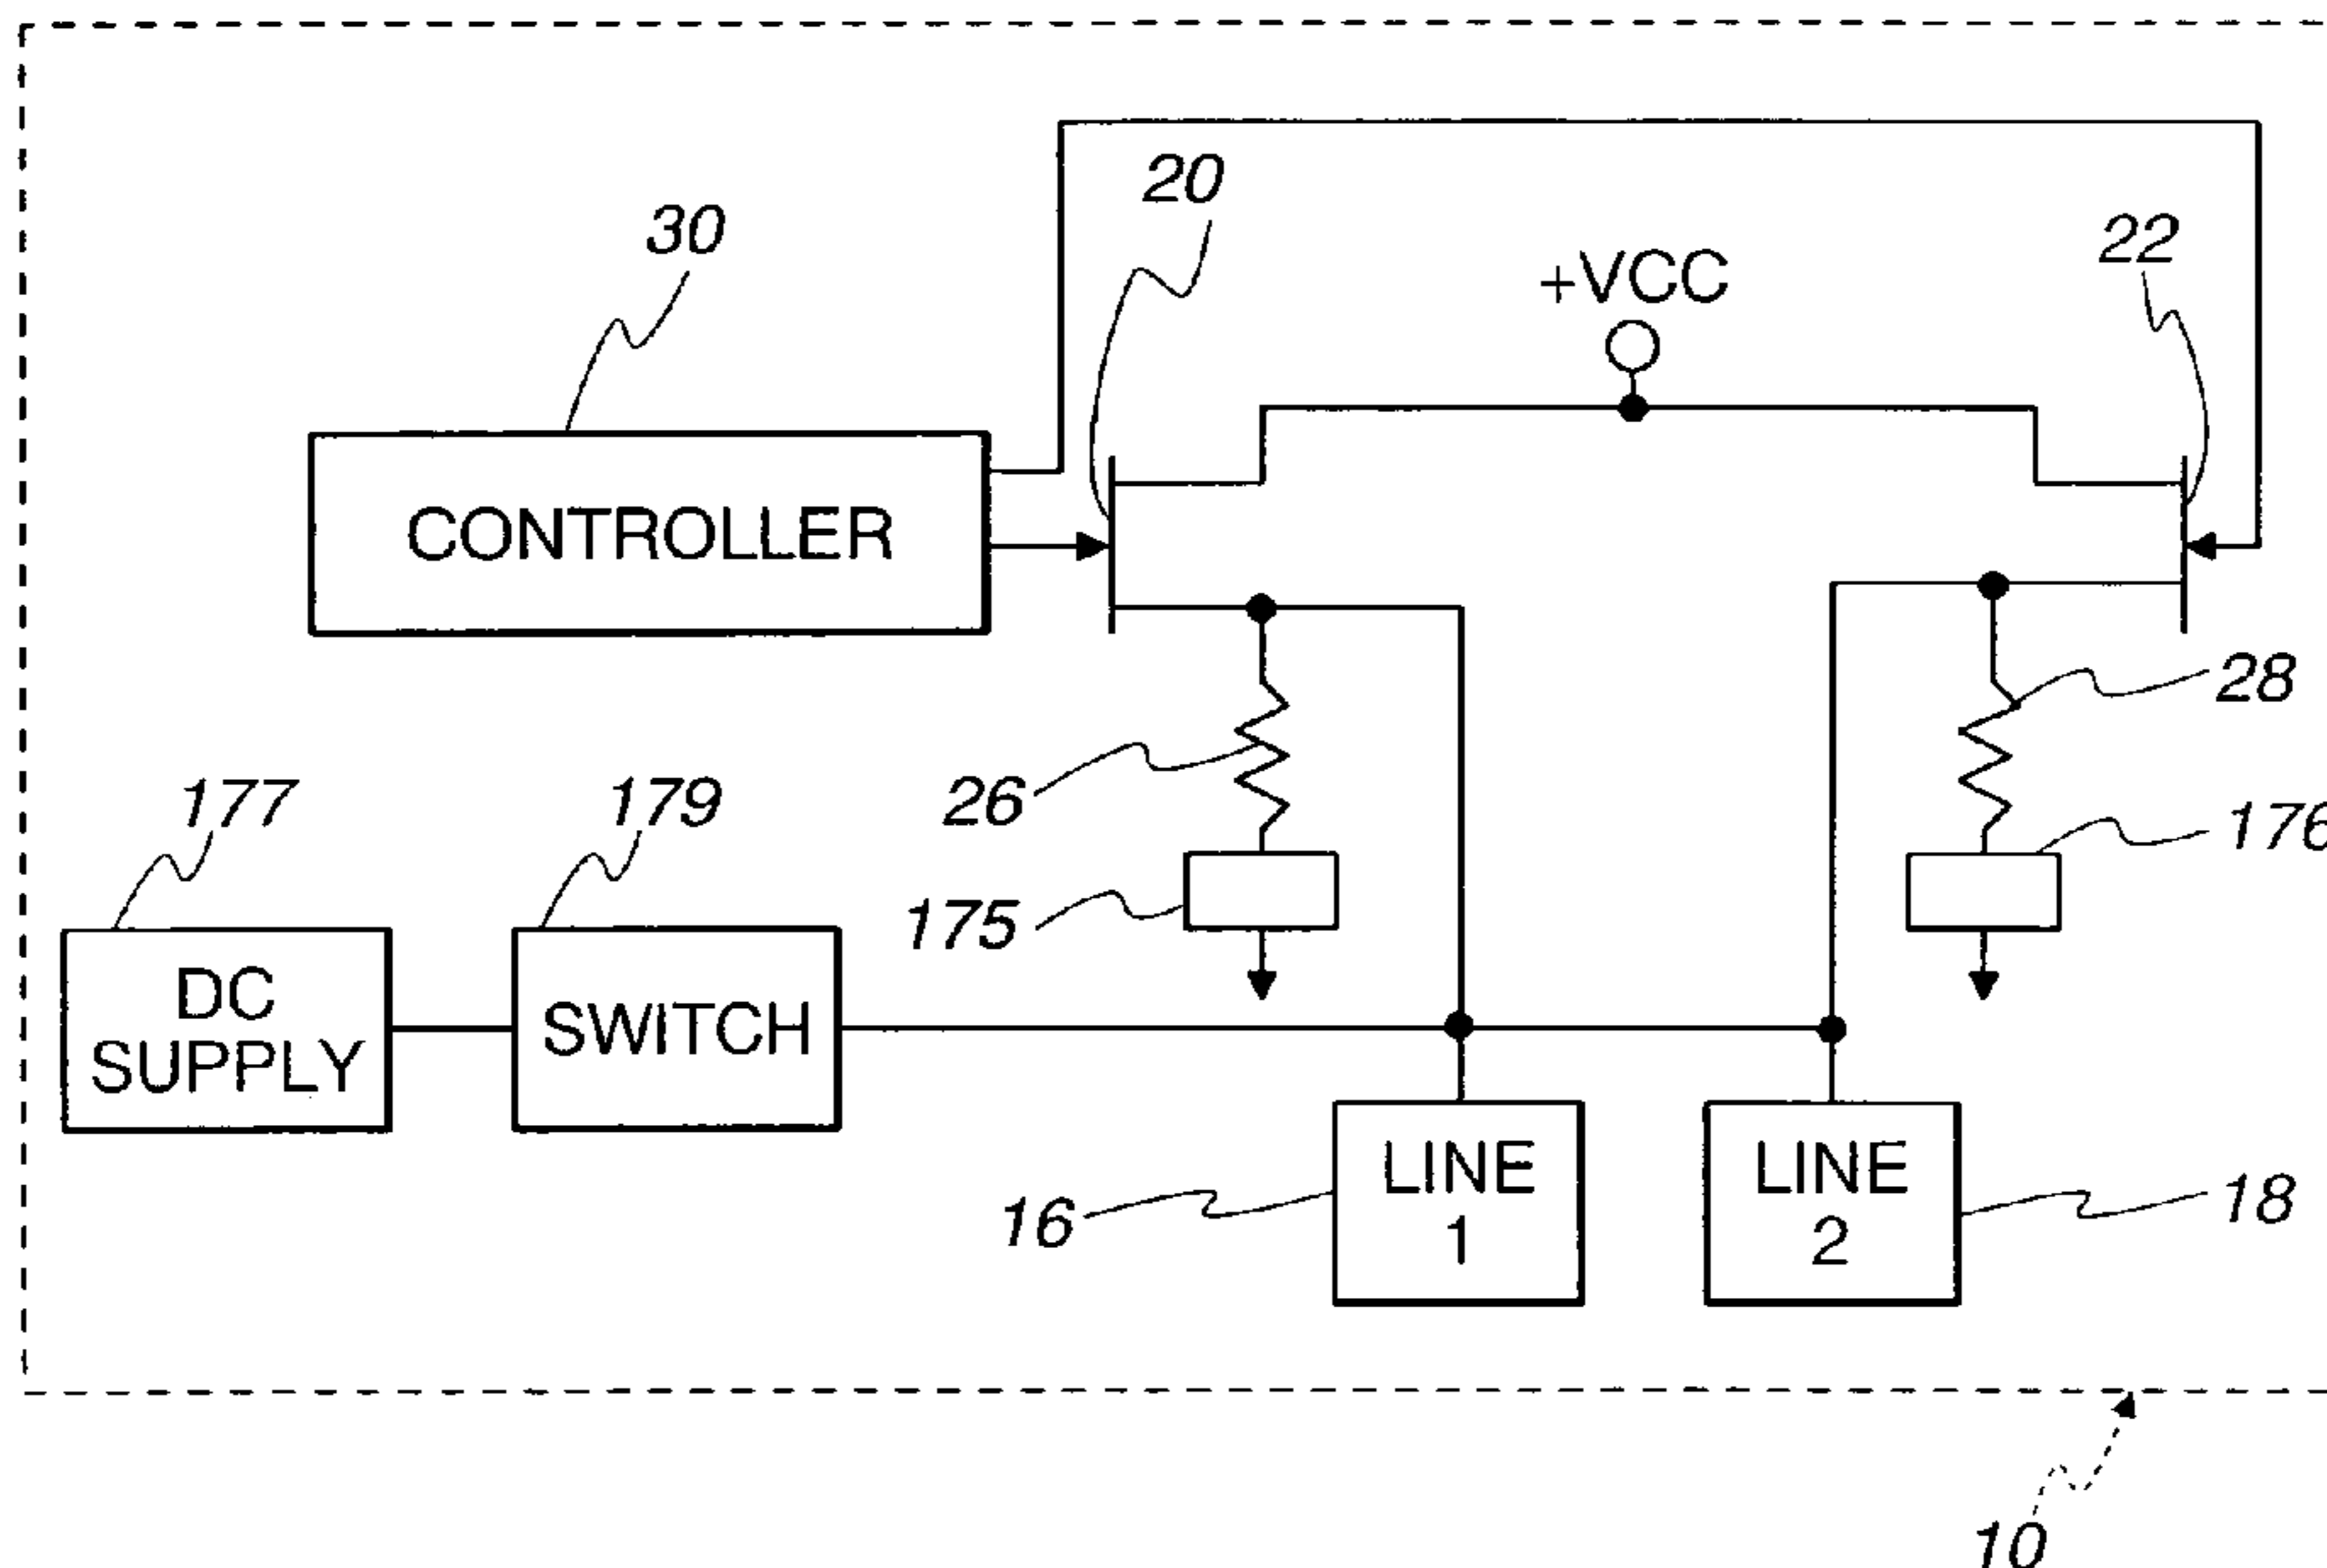 20
30
22
+VCC
CONTROLLER
28
26
177
179
176
175
DC
SUPPLY
SWITCH
LINE
1
LINE
2
16
18
10